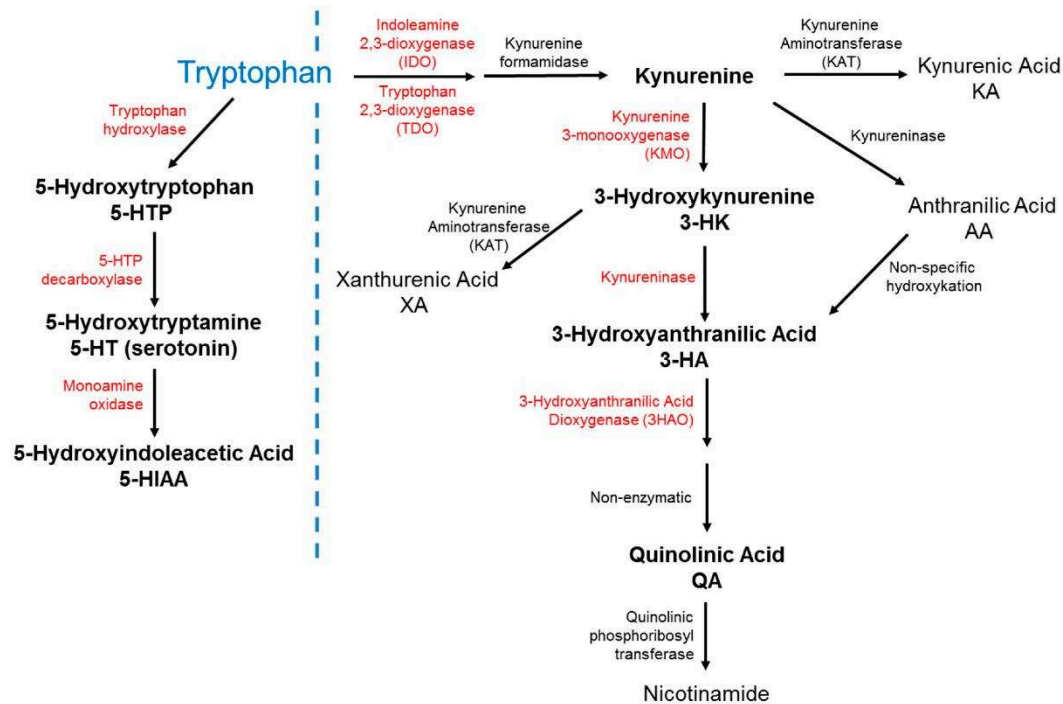 Tryptophan
Tryptophan
hydroxylase
5-Hydroxytryptophan
5-HTP
5-HTP
decarboxylase
5-Hydroxytryptamine
5-HT (serotonin)
Monoamine
oxidase
5-Hydroxyindoleacetic Acid
5-HIAA
Indoleamine
2,3-dioxygenase
(IDO)
Tryptophan
2,3-dioxygenase
(TDO)
Kynurenine
formamidase
Kynurenine
Kynurenine
Aminotransferase
(KAT)
Kynurenic Acid
KA
Kynurenine
3-monooxygenase
(KMO)
Kynureninase
3-Hydroxykynurenine
3-HK
Anthranilic Acid
AA
Kynurenine
Aminotransferase
(KAT)
Xanthurenic Acid
XA
Kynureninase
Non-specific
hydroxykation
3-Hydroxyanthranilic Acid
3-HA
3-Hydroxyanthranilic Acid
Dioxygenase (3HAO)
Non-enzymatic
Quinolinic Acid
QA
Quinolinic
phosphoribosyl
transferase
Nicotinamide